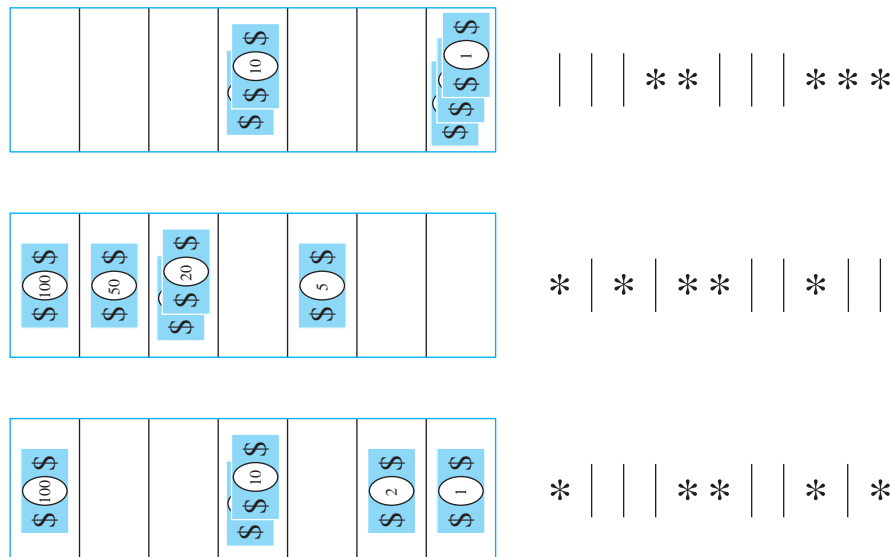 $ $ 10 $ $ $ $ 1 $ | | | * * | | | * * *
$ 100 $ $ 50 $ $ $ 20 $ $ 5 $ * | * | * * | | * | |
$ 100 $ $ $ 10 $ $ 2 $ $ 1 $ * | | | * * | | * | *